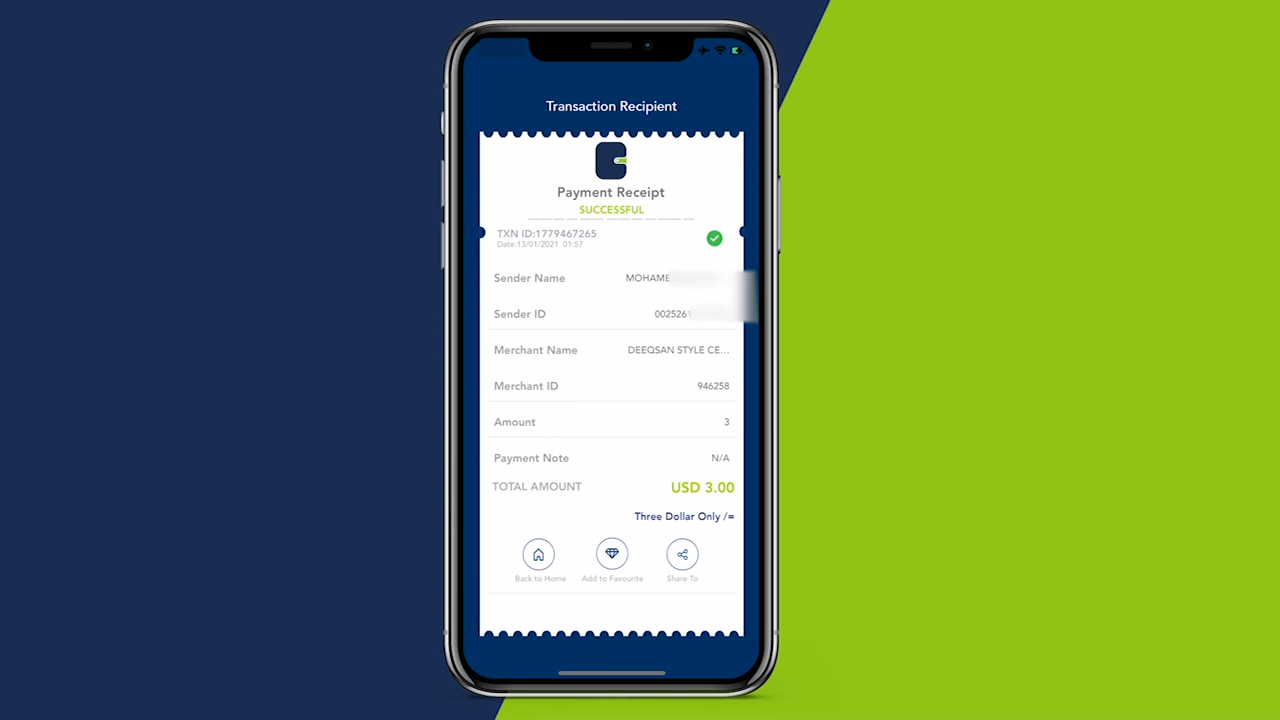 Transaction Recipient
Payment Receipt
SUCCESSFUL
TXN ID:1779467265
Date:13/01/2021 01:57
Sender Name MOHAME
Sender ID 0025261
Merchant Name DEEQSAN STYLE CE...
Merchant ID 946258
Amount 3
Payment Note N/A
TOTAL AMOUNT USD 3.00
Three Dollar Only /=
Back to Home Add to Favourite Share To